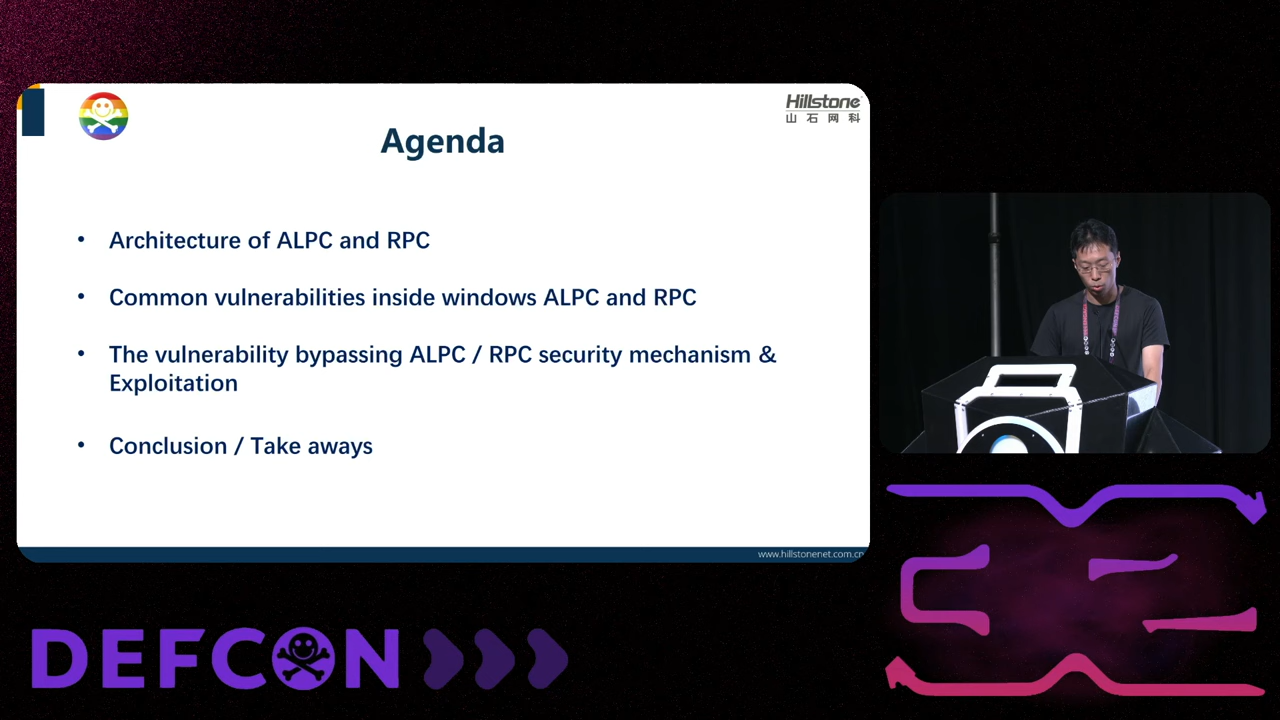 Hillstone
山石网科
Agenda
• Architecture of ALPC and RPC
• Common vulnerabilities inside windows ALPC and RPC
• The vulnerability bypassing ALPC / RPC security mechanism &
Exploitation
• Conclusion / Take aways
www.hillstonenet.com.cn
DEFCON